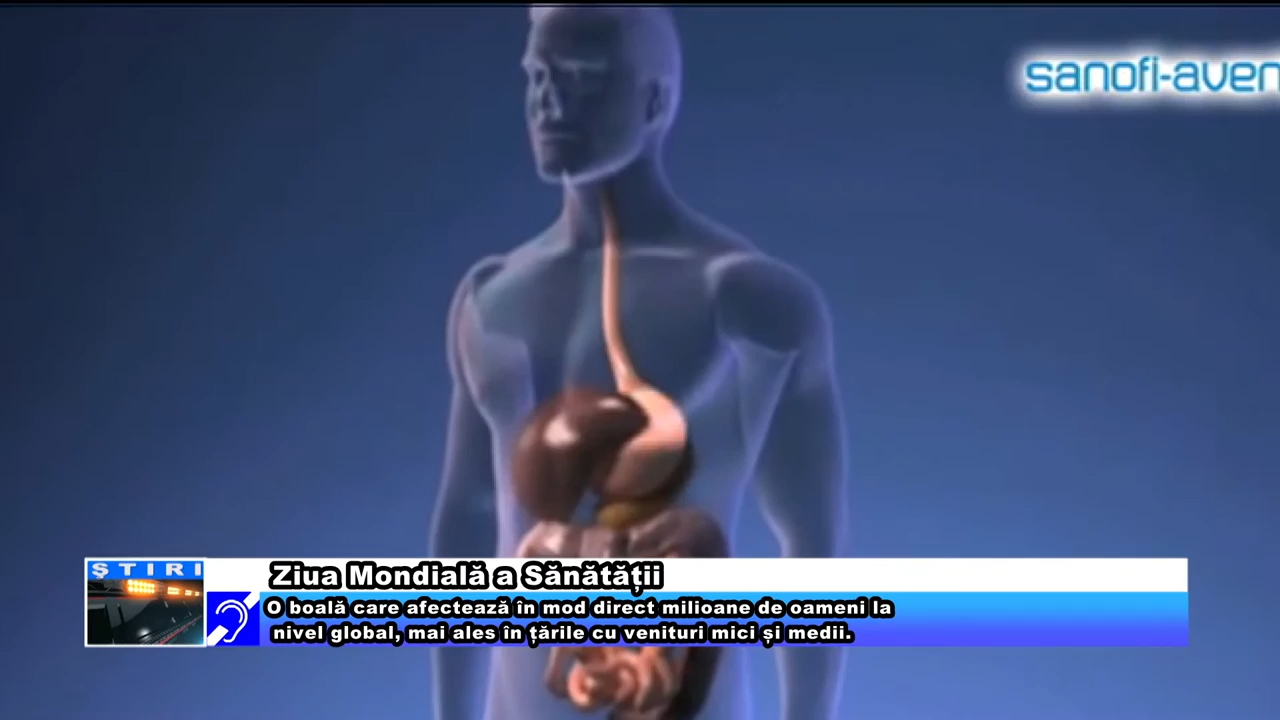 sanofi-aven
ŞTIRI
Ziua Mondială a Sănătății
O boală care afectează în mod direct milioane de oameni la
nivel global, mai ales în țările cu venituri mici și medii.